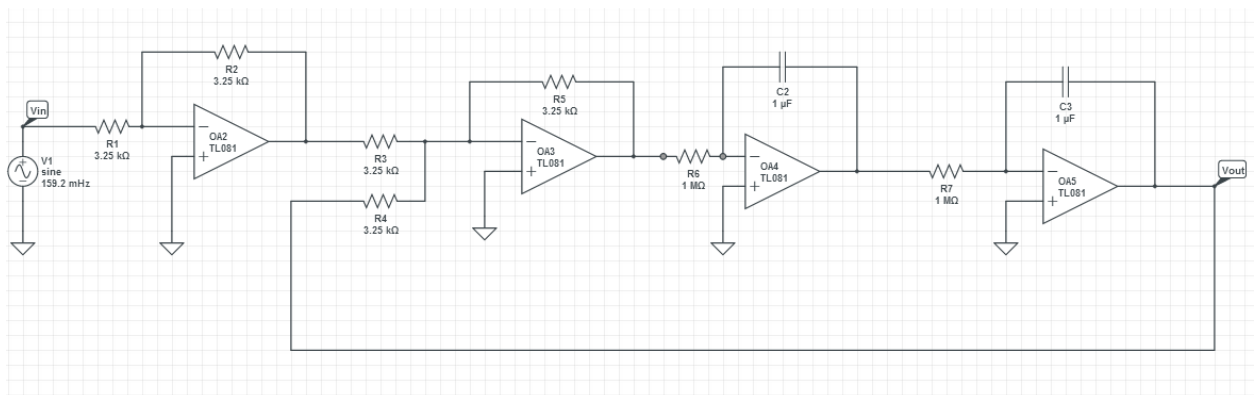 Vin
V1
sine
159.2 mHz
R1
3.25 kΩ
R2
3.25 kΩ
−
+
OA2
TL081
R3
3.25 kΩ
R4
3.25 kΩ
R5
3.25 kΩ
−
+
OA3
TL081
R6
1 MΩ
C2
1 µF
−
+
OA4
TL081
R7
1 MΩ
C3
1 µF
−
+
OA5
TL081
Vout